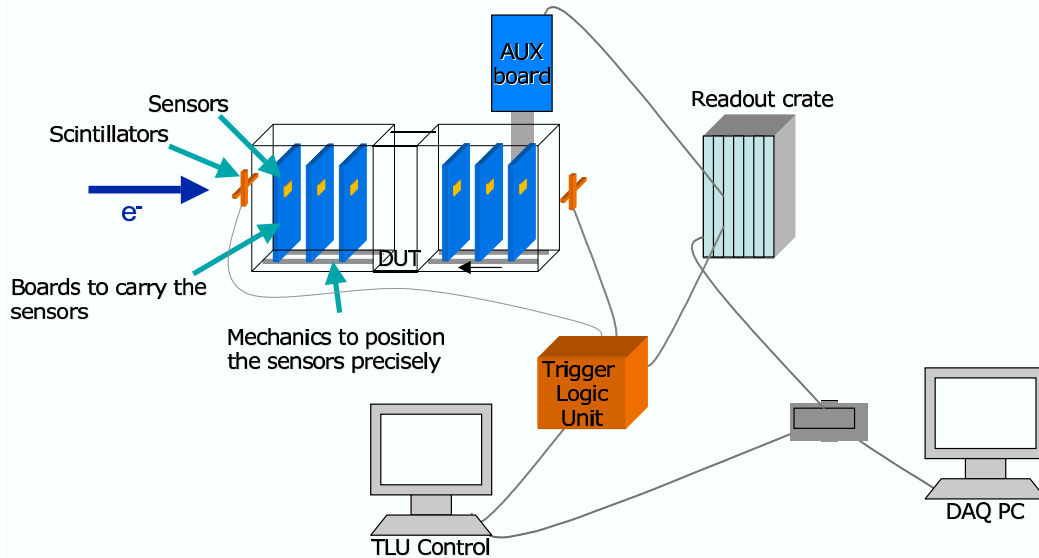 AUX
board
Readout crate
Sensors
Scintillators
e-
DUT
Boards to carry the
sensors
Mechanics to position
the sensors precisely
Trigger
Logic
Unit
TLU Control
DAQ PC